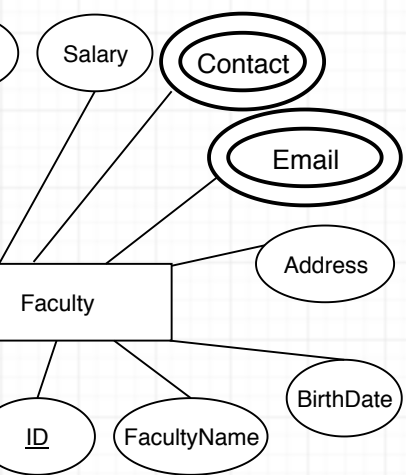 Salary
Contact
Email
Address
Faculty
BirthDate
ID
FacultyName